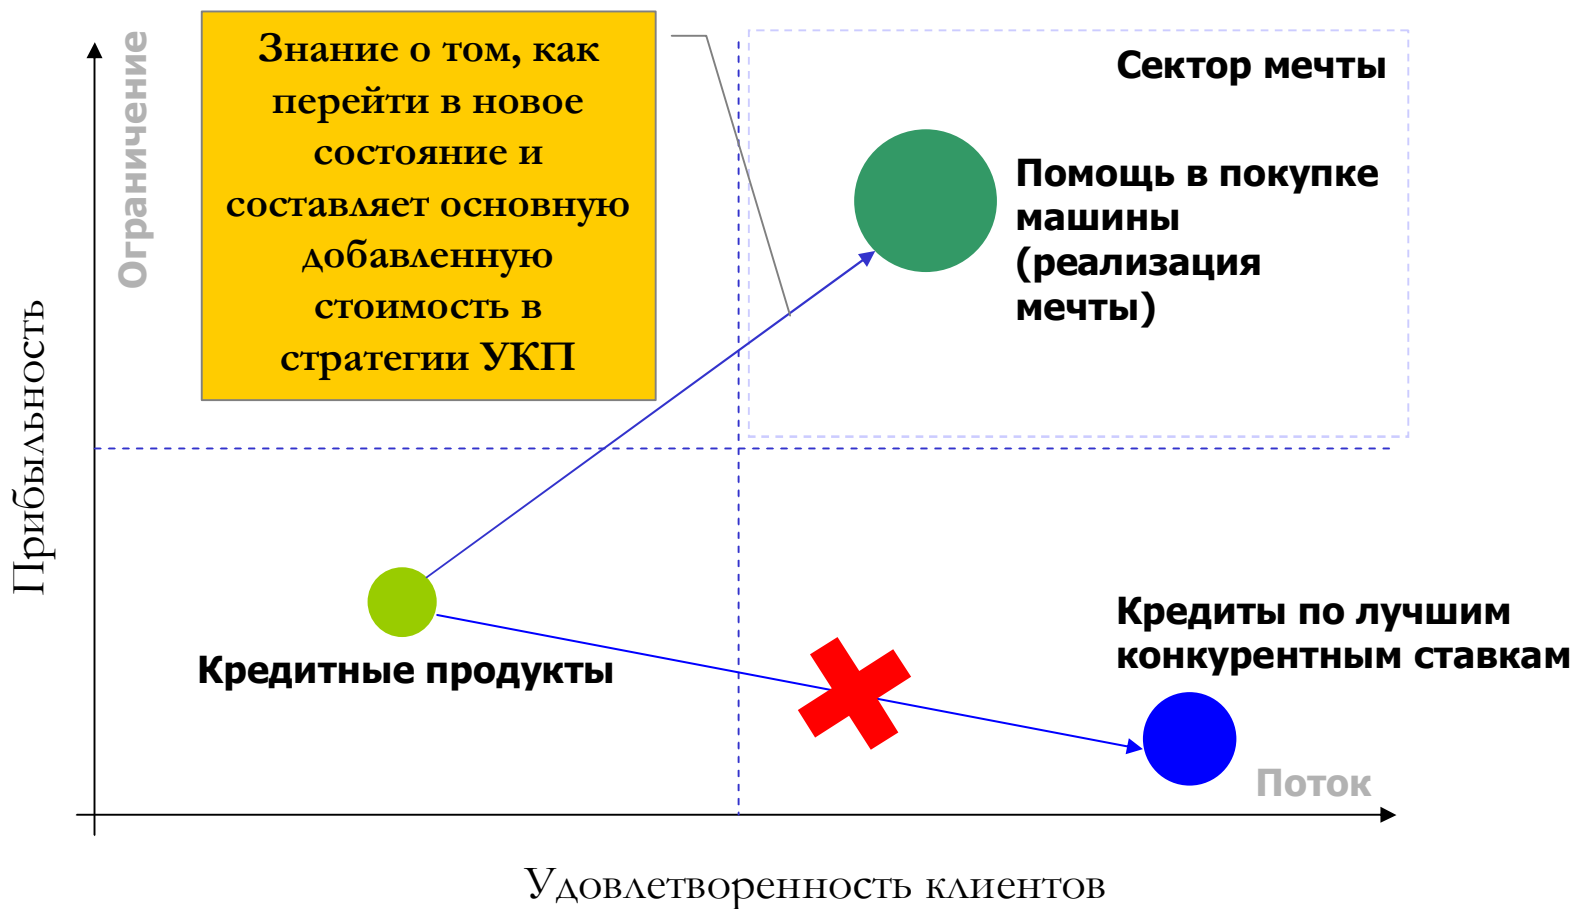 Ограничение
Знание о том, как
перейти в новое
состояние и
составляет основную
добавленную
стоимость в
стратегии УКП
Сектор мечты
Помощь в покупке
машины
(реализация
мечты)
Прибыльность
Кредитные продукты
Кредиты по лучшим
конкурентным ставкам
Поток
Удовлетворенность клиентов